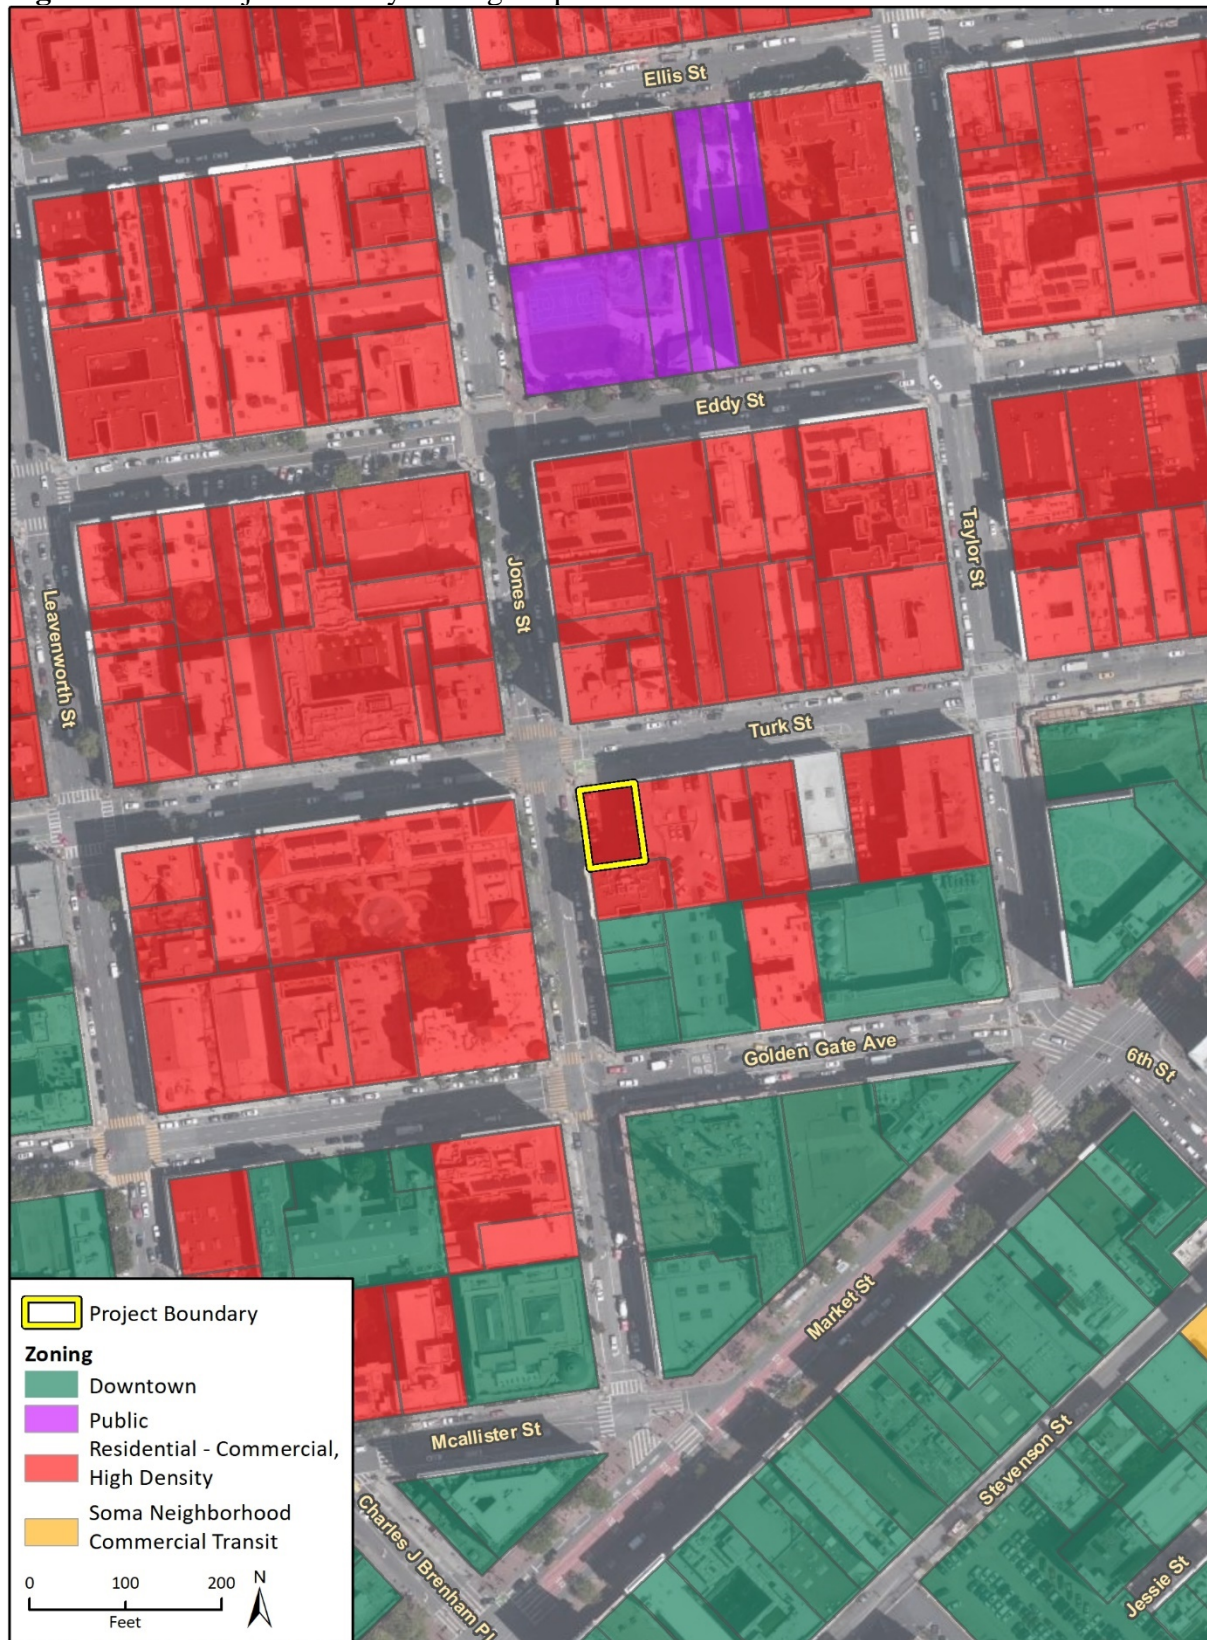 Ellis St
Eddy St
Taylor St
Jones St
Leavenworth St
Turk St
Golden Gate Ave
6th St
Market St
Mcallister St
Stevenson St
Charles J Brenham Pl
Jessie St
Project Boundary
Zoning
Downtown
Public
Residential - Commercial,
High Density
Soma Neighborhood
Commercial Transit
0 100 200 N
Feet